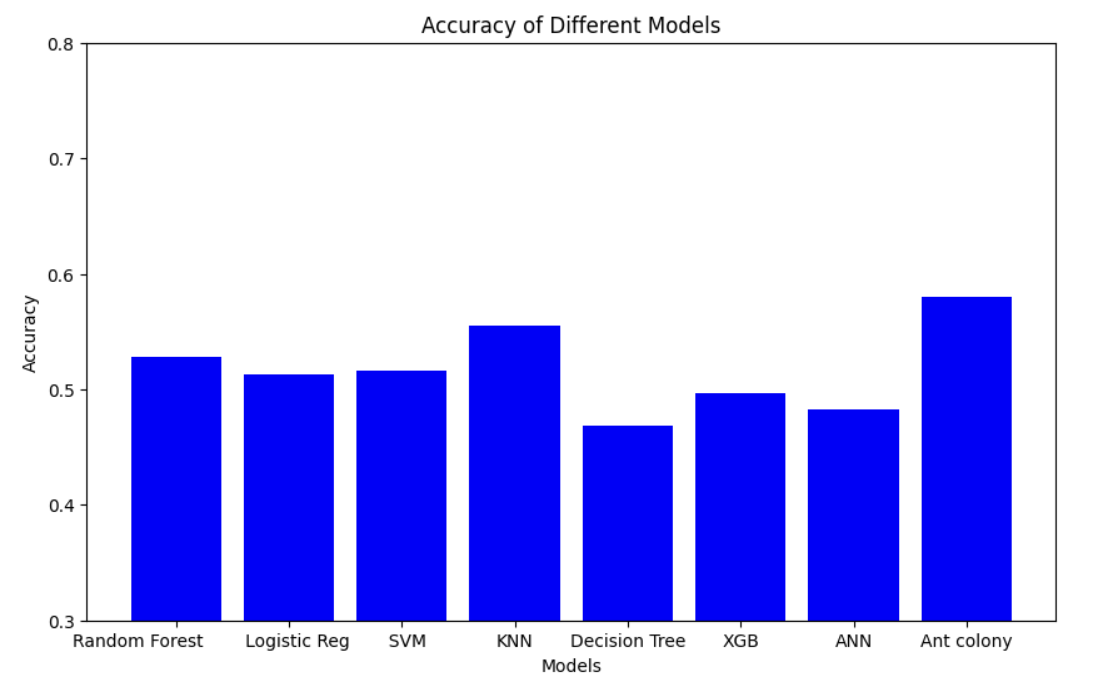 Accuracy of Different Models
0.8
0.7
0.6
0.5
0.4
0.3
Accuracy
Random Forest Logistic Reg SVM KNN Decision Tree XGB ANN Ant colony
Models